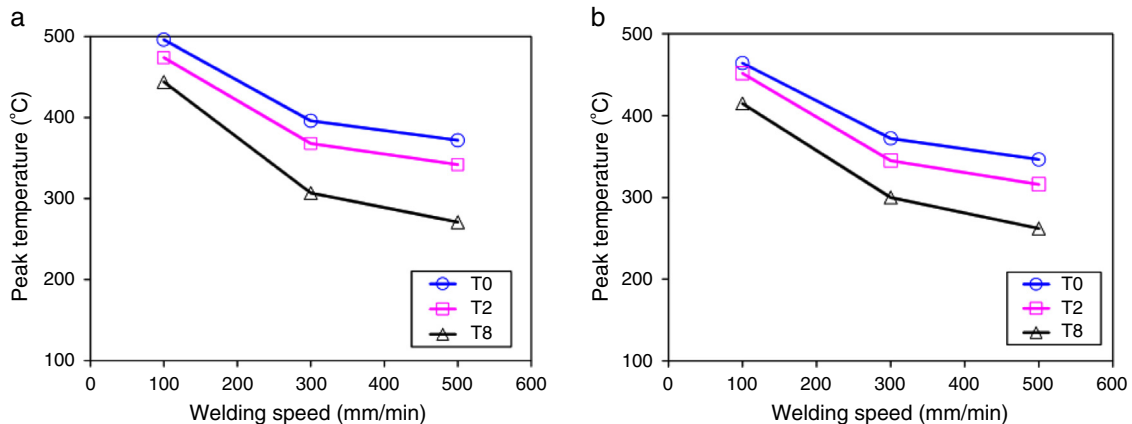 a
500
400
300
200
100
0 100 200 300 400 500 600
Peak temperature (°C)
Welding speed (mm/min)
T0
T2
T8
b
500
400
300
200
100
0 100 200 300 400 500 600
Peak temperature (°C)
Welding speed (mm/min)
T0
T2
T8